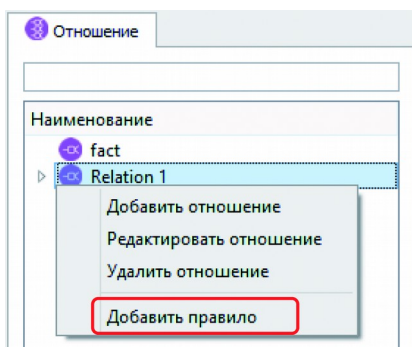 Отношение
Наименование
fact
Relation 1
Добавить отношение
Редактировать отношение
Удалить отношение
Добавить правило